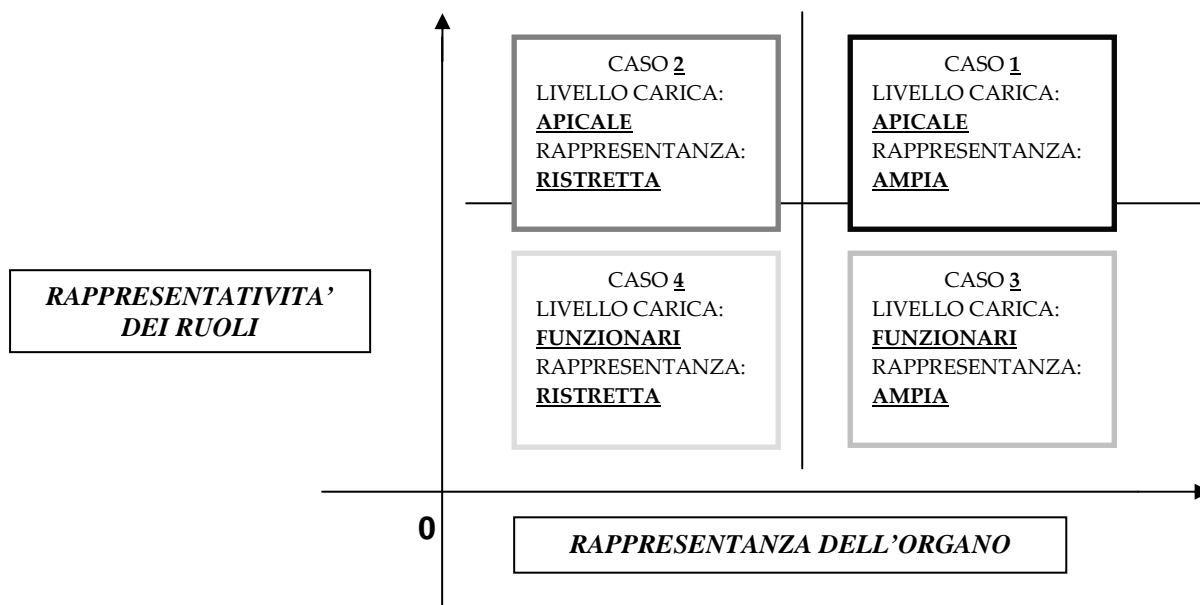 CASO 2
LIVELLO CARICA:
APICALE
RAPPRESENTANZA:
RISTRETTA
CASO 1
LIVELLO CARICA:
APICALE
RAPPRESENTANZA:
AMPIA
RAPPRESENTATIVITA’
DEI RUOLI
CASO 4
LIVELLO CARICA:
FUNZIONARI
RAPPRESENTANZA:
RISTRETTA
CASO 3
LIVELLO CARICA:
FUNZIONARI
RAPPRESENTANZA:
AMPIA
0
RAPPRESENTANZA DELL’ORGANO